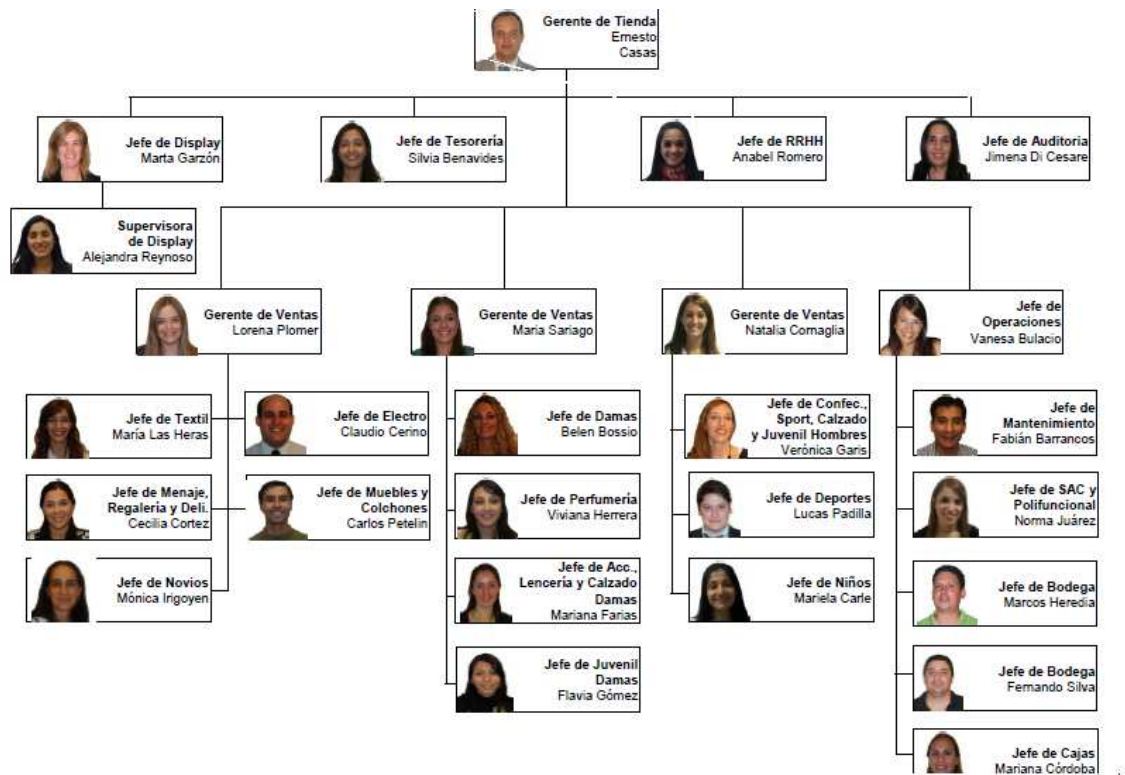 Gerente de Tienda
Ernesto
Casas
Jefe de Display
Marta Garzón
Jefe de Tesorería
Silvia Benavides
Jefe de RRHH
Anabel Romero
Jefe de Auditoria
Jimena Di Cesare
Supervisora
de Display
Alejandra Reynoso
Gerente de Ventas
Lorena Plomer
Gerente de Ventas
Maria Sariago
Gerente de Ventas
Natalia Cornaglia
Jefe de
Operaciones
Vanesa Bulacio
Jefe de Textil
María Las Heras
Jefe de Electro
Claudio Cerino
Jefe de Damas
Belen Bossio
Jefe de Confec.,
Sport, Calzado
y Juvenil Hombres
Verónica Garis
Jefe de
Mantenimiento
Fabián Barrancos
Jefe de Menaje,
Regaleria y Deli.
Cecilia Cortez
Jefe de Muebles y
Colchones
Carlos Petelin
Jefe de Perfumería
Viviana Herrera
Jefe de Deportes
Lucas Padilla
Jefe de SAC y
Polifuncional
Norma Juárez
Jefe de Novios
Mónica Irigoyen
Jefe de Acc.,
Lencería y Calzado
Damas
Mariana Farias
Jefe de Niños
Mariela Carle
Jefe de Bodega
Marcos Heredia
Jefe de Juvenil
Damas
Flavia Gómez
Jefe de Bodega
Fernando Silva
Jefe de Cajas
Mariana Córdoba